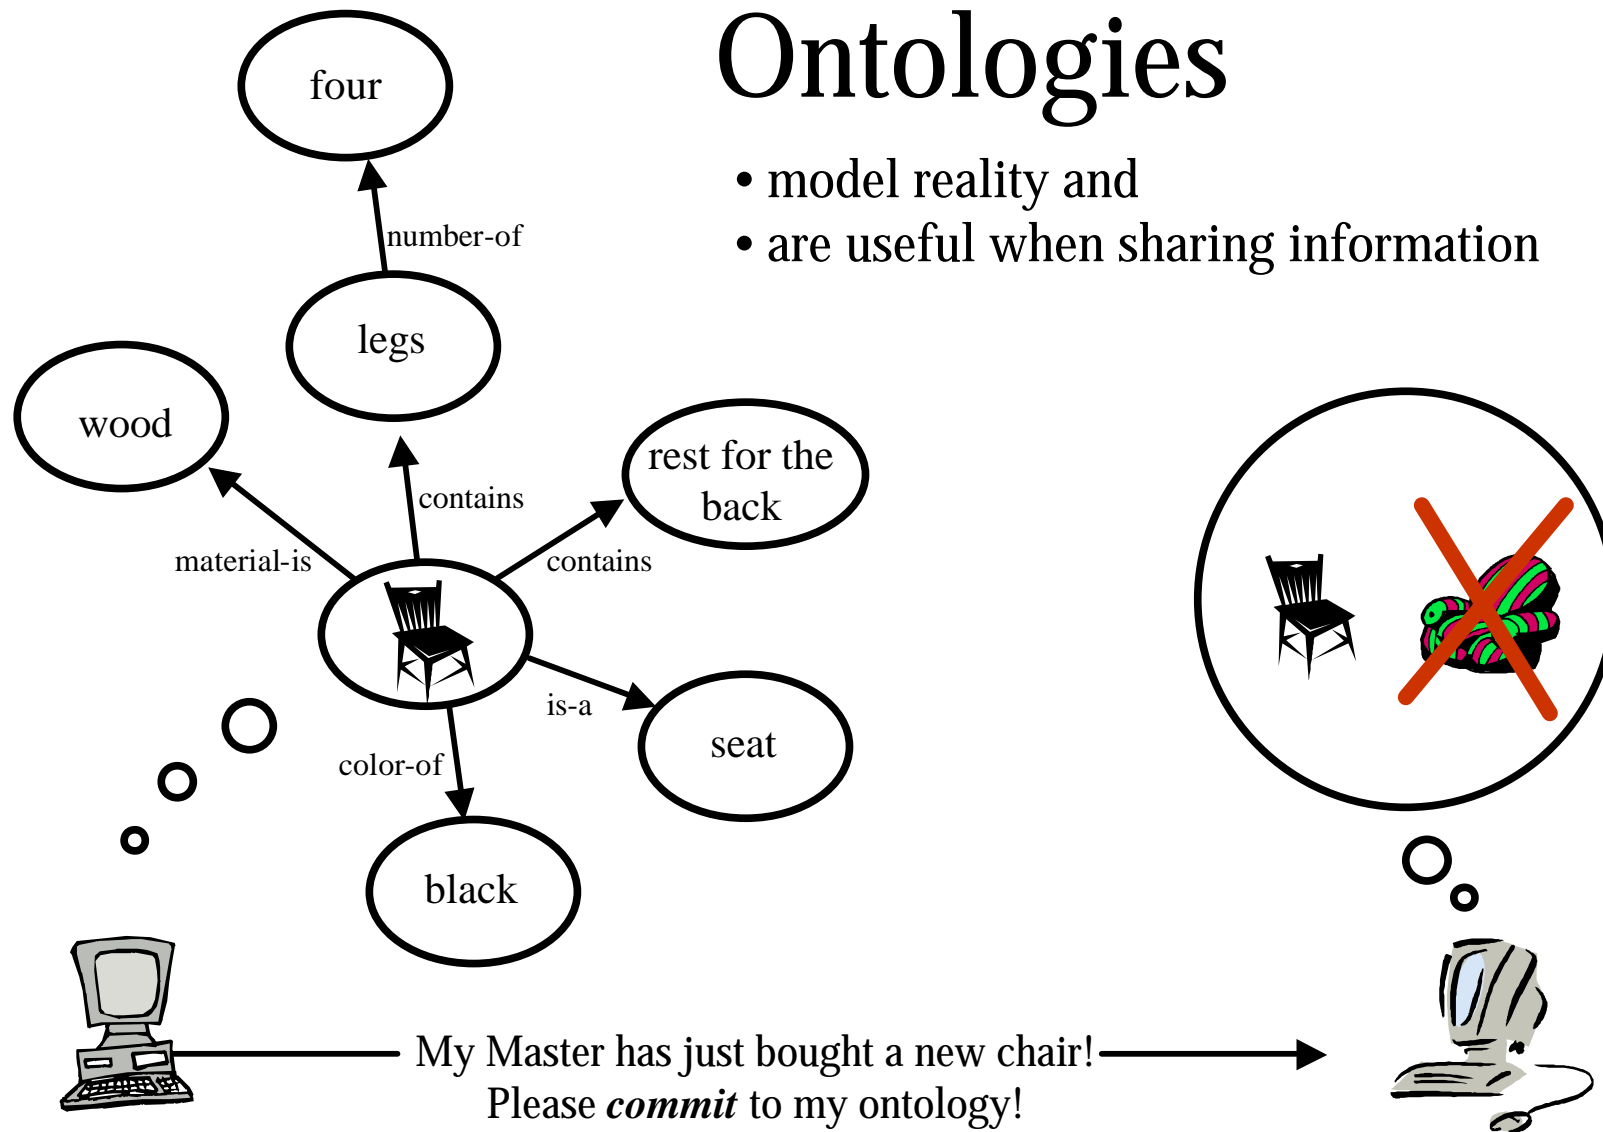 Ontologies
• model reality and
• are useful when sharing information
four
number-of
legs
wood
rest for the
back
contains
material-is
contains
is-a
seat
color-of
black
My Master has just bought a new chair!
Please commit to my ontology!